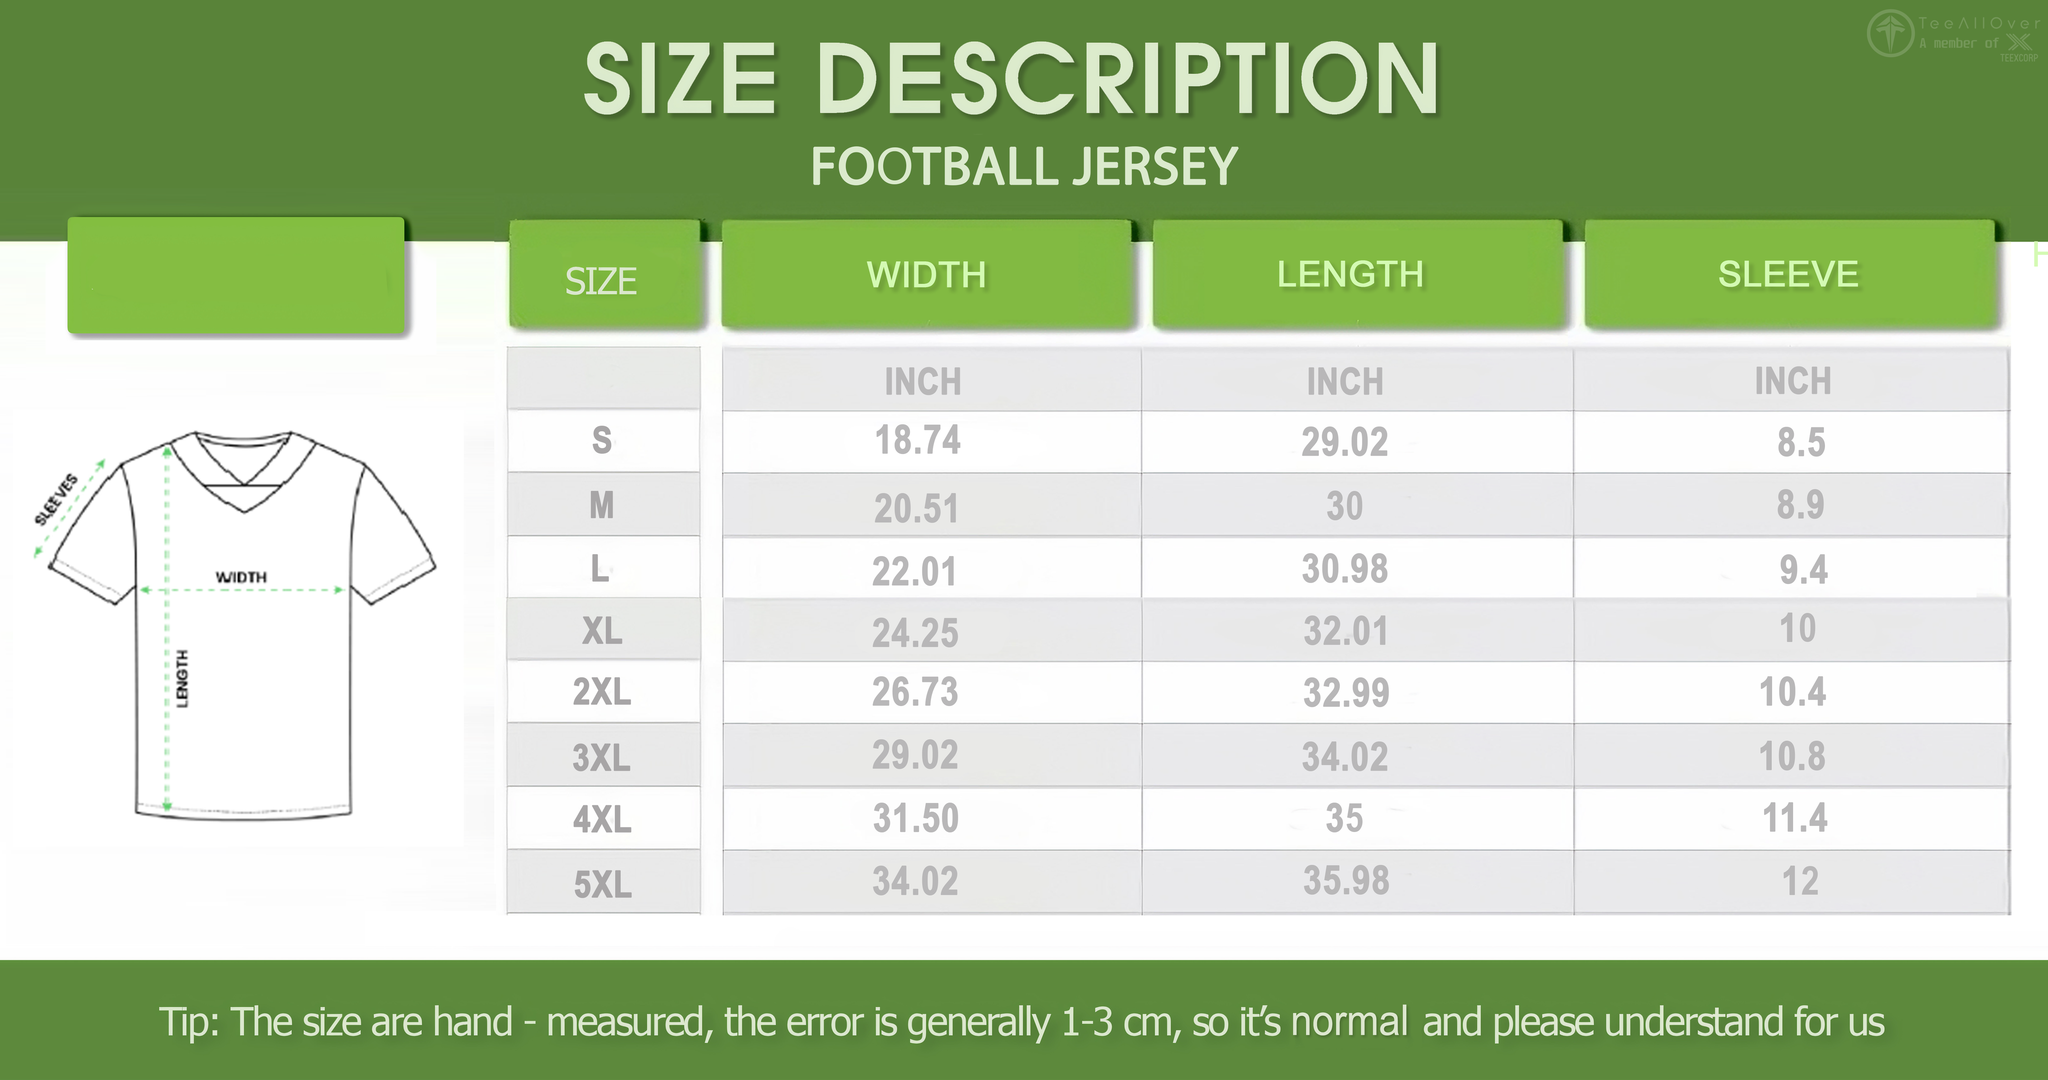 TeeAllOver
A member of
TEEXCORP
SIZE DESCRIPTION
FOOTBALL JERSEY
SIZE WIDTH LENGTH SLEEVE
H
INCH INCH INCH
S 18.74 29.02 8.5
M 20.51 30 8.9
L 22.01 30.98 9.4
XL 24.25 32.01 10
2XL 26.73 32.99 10.4
3XL 29.02 34.02 10.8
4XL 31.50 35 11.4
5XL 34.02 35.98 12
SLEEVES
WIDTH
LENGTH
Tip: The size are hand - measured, the error is generally 1-3 cm, so it's normal and please understand for us